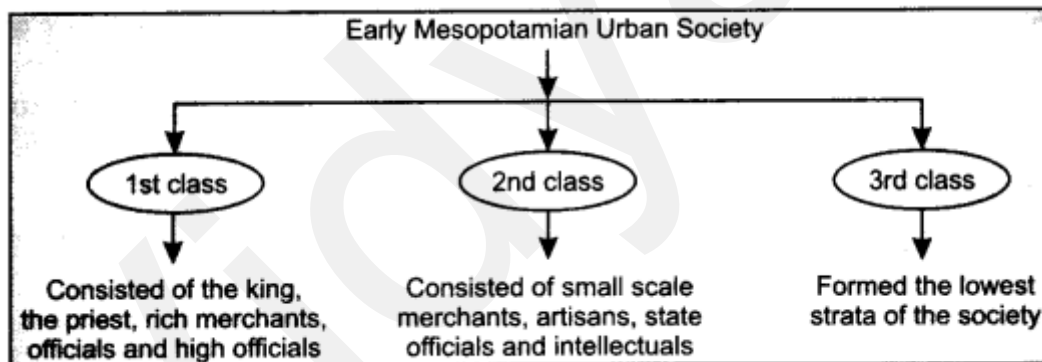 Early Mesopotamian Urban Society
1st class
2nd class
3rd class
Consisted of the king,
the priest, rich merchants,
officials and high officials
Consisted of small scale
merchants, artisans, state
officials and intellectuals
Formed the lowest
strata of the society